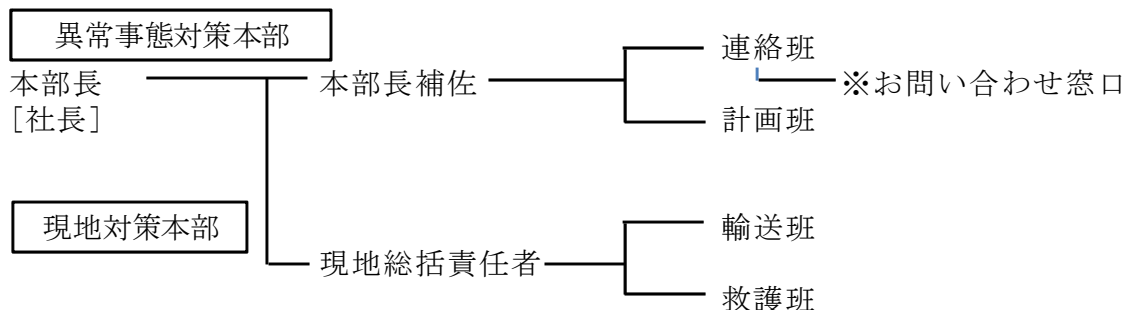 異常事態対策本部
本部長
[社長]
本部長補佐
連絡班
※お問い合わせ窓口
計画班
現地対策本部
現地総括責任者
輸送班
救護班